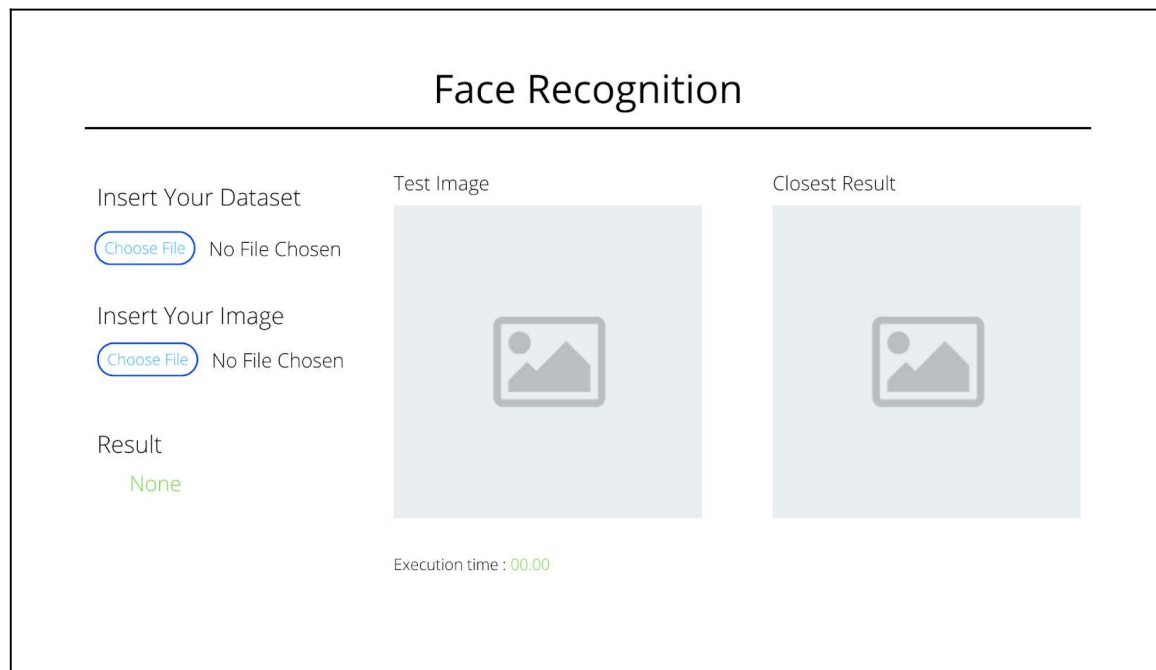 Face Recognition
Insert Your Dataset
Choose File No File Chosen
Insert Your Image
Choose File No File Chosen
Result
None
Test Image
Closest Result
Execution time : 00.00